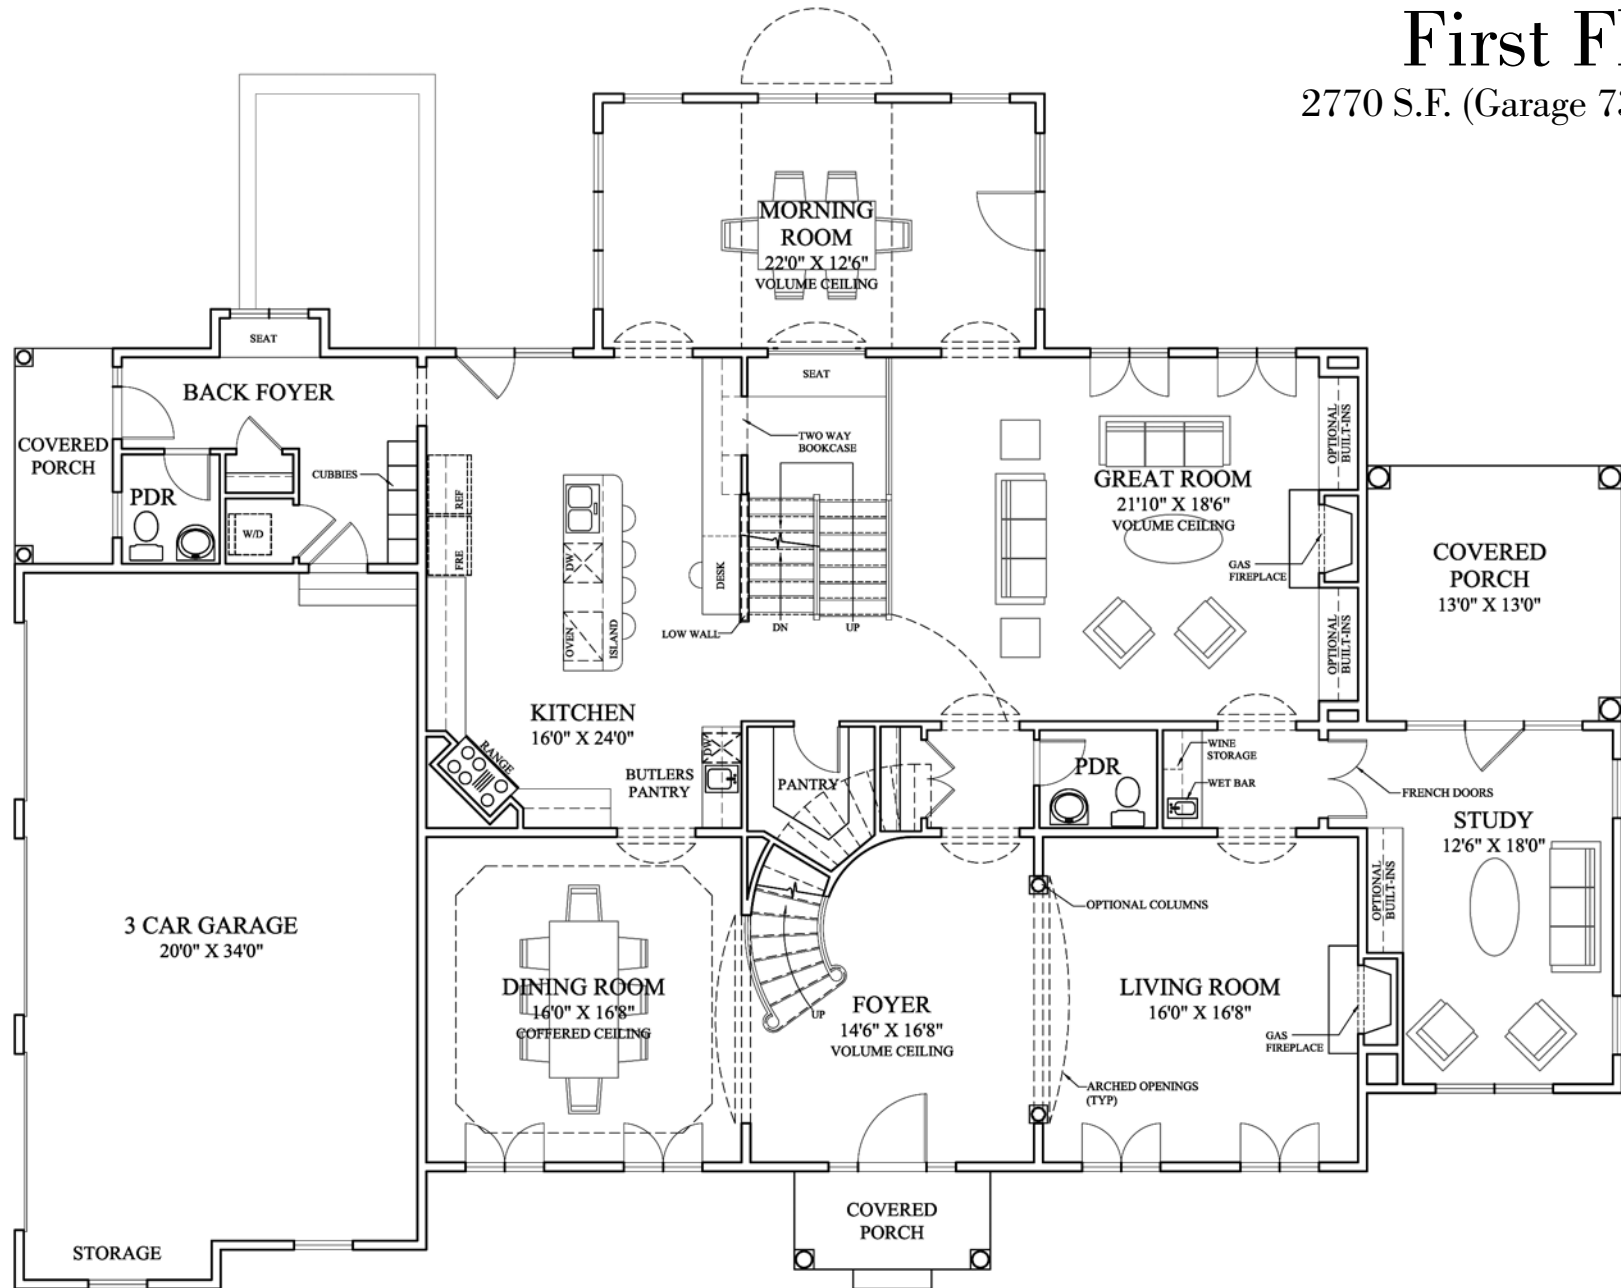 First Fl
2770 S.F. (Garage 73
MORNING
ROOM
22'0" X 12'6"
VOLUME CEILING
SEAT
BACK FOYER
COVERED
PORCH
PDR
CUBBIES
W/D
REF
FRE
SEAT
TWO WAY
BOOKCASE
DW
OVEN
ISLAND
DESK
LOW WALL
DN
UP
GREAT ROOM
21'10" X 18'6"
VOLUME CEILING
OPTIONAL
BUILT-INS
GAS
FIREPLACE
OPTIONAL
BUILT-INS
COVERED
PORCH
13'0" X 13'0"
KITCHEN
16'0" X 24'0"
RANGE
BUTLERS
PANTRY
DW
PANTRY
PDR
WINE
STORAGE
WET BAR
FRENCH DOORS
STUDY
12'6" X 18'0"
OPTIONAL
BUILT-INS
3 CAR GARAGE
20'0" X 34'0"
DINING ROOM
16'0" X 16'8"
COFFERED CEILING
UP
FOYER
14'6" X 16'8"
VOLUME CEILING
OPTIONAL COLUMNS
LIVING ROOM
16'0" X 16'8"
GAS
FIREPLACE
ARCHED OPENINGS
(TYP)
COVERED
PORCH
STORAGE